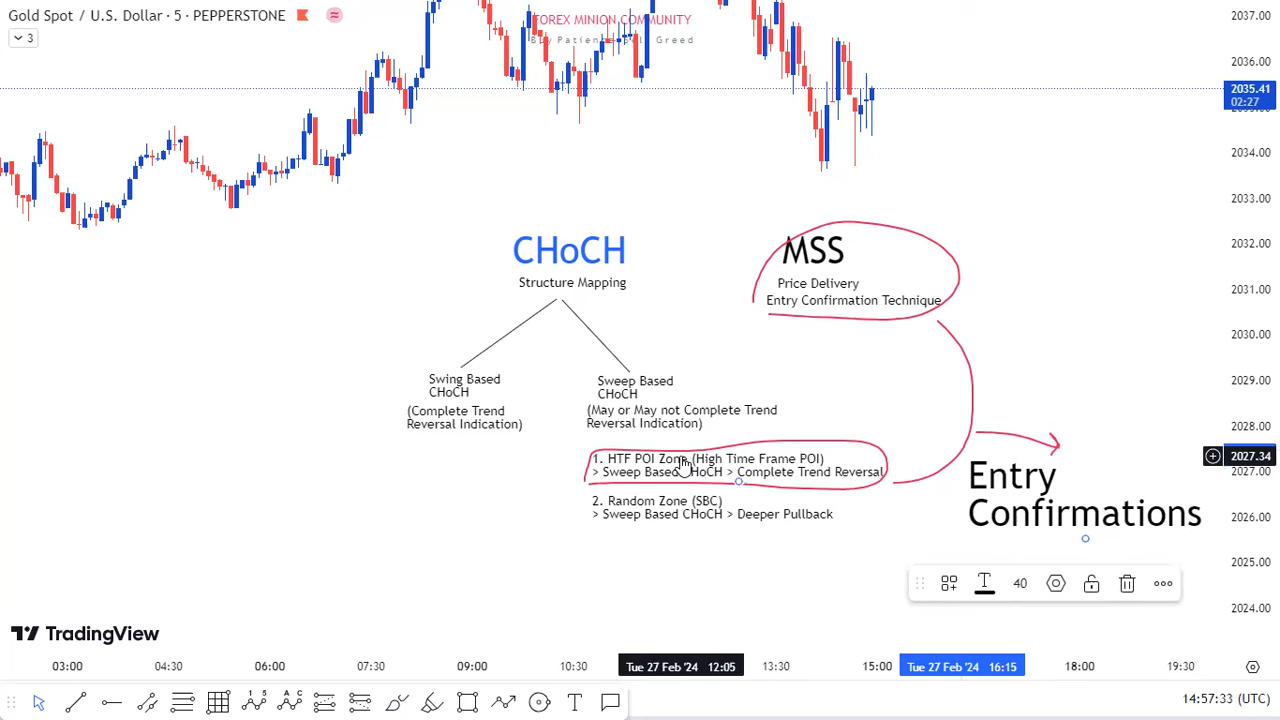 Gold Spot / U.S. Dollar · 5 · PEPPERSTONE
3
FOREX MINION COMMUNITY
2037.00
2036.00
2035.41
02:27
2034.00
2033.00
2032.00
2031.00
2030.00
2029.00
2028.00
2027.34
2027.00
2026.00
2025.00
2024.00
CHoCH
Structure Mapping
MSS
Price Delivery
Entry Confirmation Technique
Swing Based
CHoCH
(Complete Trend
Reversal Indication)
Sweep Based
CHoCH
(May or May not Complete Trend
Reversal Indication)
1. HTF POI Zone (High Time Frame POI)
> Sweep Based CHoCH > Complete Trend Reversal
2. Random Zone (SBC)
> Sweep Based CHoCH > Deeper Pullback
Entry
Confirmations
40
TradingView
03:00 04:30 06:00 07:30 09:00 10:30 Tue 27 Feb '24 12:05 13:30 15:00 Tue 27 Feb '24 16:15 18:00 19:30
14:57:33 (UTC)